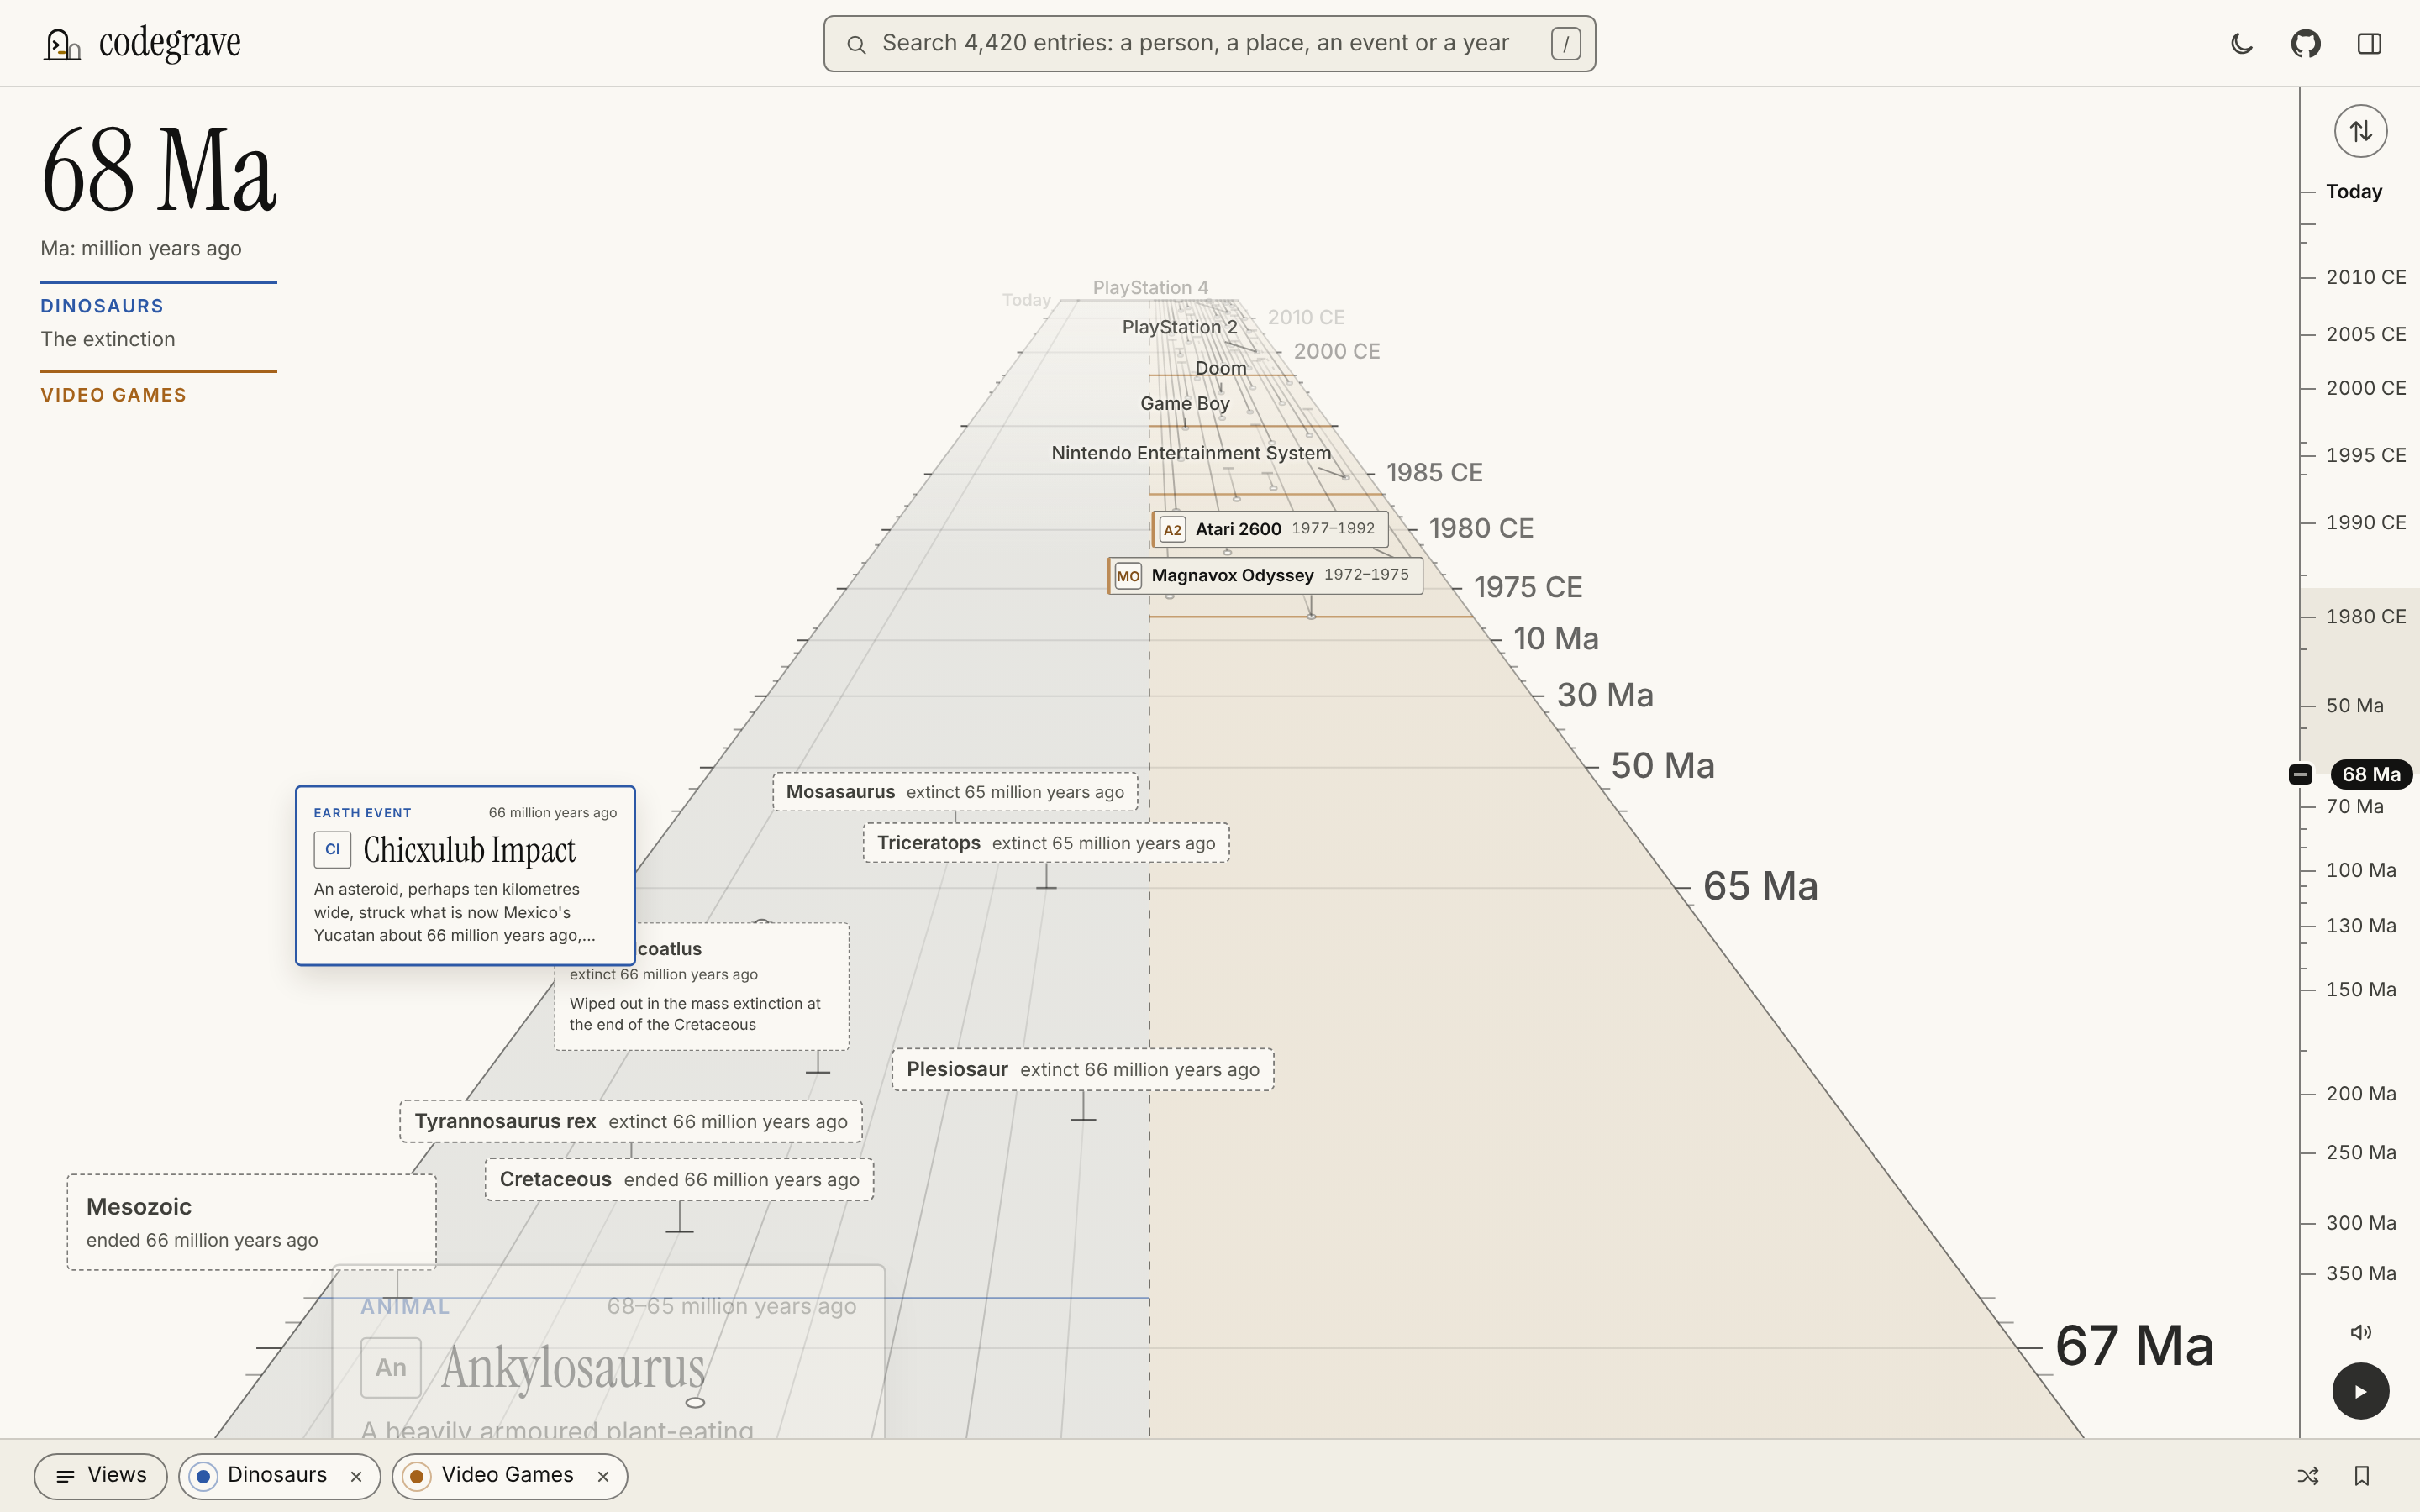 codegrave
Search 4,420 entries: a person, a place, an event or a year
/
68 Ma
Ma: million years ago
DINOSAURS
The extinction
VIDEO GAMES
Today
PlayStation 4
2010 CE
PlayStation 2
2000 CE
Doom
Game Boy
Nintendo Entertainment System
1985 CE
A2 Atari 2600 1977–1992
1980 CE
MO Magnavox Odyssey 1972–1975
1975 CE
10 Ma
30 Ma
50 Ma
Mosasaurus extinct 65 million years ago
Triceratops extinct 65 million years ago
65 Ma
EARTH EVENT 66 million years ago
CI Chicxulub Impact
An asteroid, perhaps ten kilometres
wide, struck what is now Mexico's
Yucatan about 66 million years ago,...
coatlus
extinct 66 million years ago
Wiped out in the mass extinction at
the end of the Cretaceous
Plesiosaur extinct 66 million years ago
Tyrannosaurus rex extinct 66 million years ago
Cretaceous ended 66 million years ago
Mesozoic
ended 66 million years ago
ANIMAL 68–65 million years ago
An Ankylosaurus
A heavily armoured plant-eating
67 Ma
Today
2010 CE
2005 CE
2000 CE
1995 CE
1990 CE
1980 CE
50 Ma
68 Ma
70 Ma
100 Ma
130 Ma
150 Ma
200 Ma
250 Ma
300 Ma
350 Ma
Views
Dinosaurs ×
Video Games ×